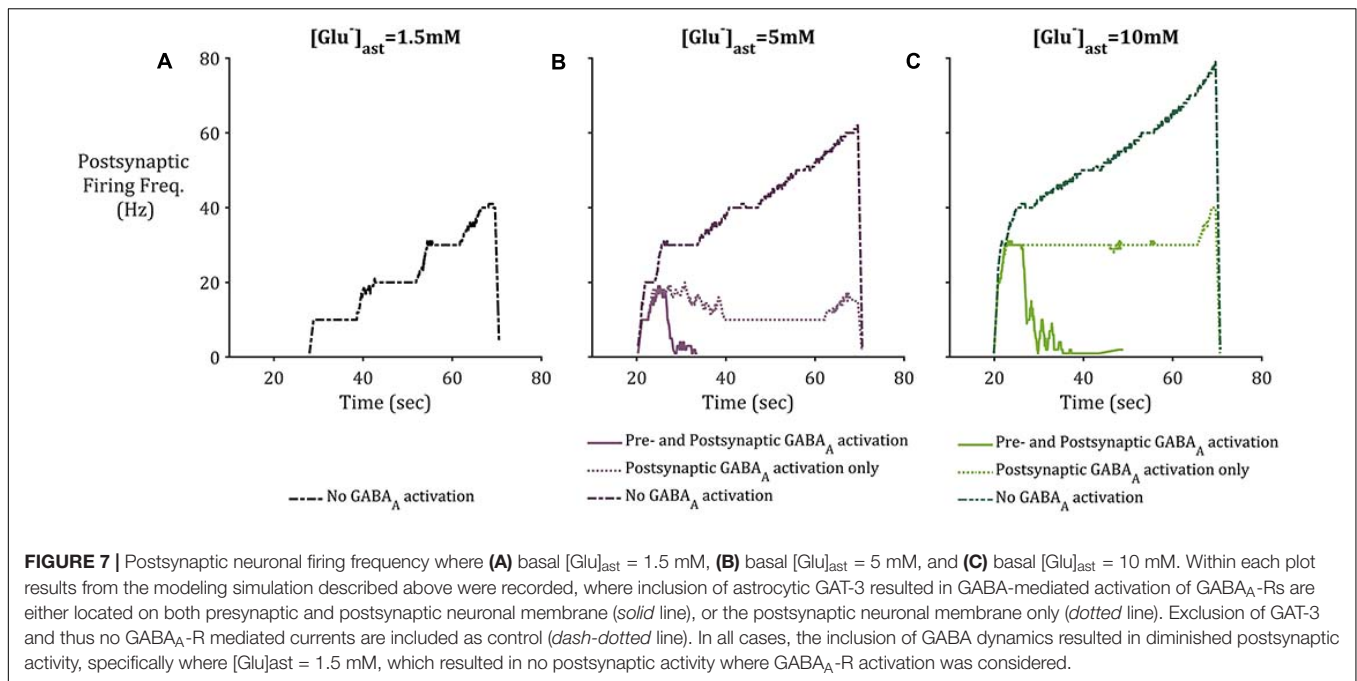 [Glu⁻]ast=1.5mM
[Glu⁻]ast=5mM
[Glu⁻]ast=10mM
A
B
C
Postsynaptic
Firing Freq.
(Hz)
80
60
40
20
0
20
40
60
80
Time (sec)
20
40
60
80
Time (sec)
20
40
60
80
Time (sec)
No GABAA activation
Pre- and Postsynaptic GABAA activation
Postsynaptic GABAA activation only
No GABAA activation
Pre- and Postsynaptic GABAA activation
Postsynaptic GABAA activation only
No GABAA activation
FIGURE 7 | Postsynaptic neuronal firing frequency where (A) basal [Glu]ast = 1.5 mM, (B) basal [Glu]ast = 5 mM, and (C) basal [Glu]ast = 10 mM. Within each plot
results from the modeling simulation described above were recorded, where inclusion of astrocytic GAT-3 resulted in GABA-mediated activation of GABAA-Rs are
either located on both presynaptic and postsynaptic neuronal membrane (solid line), or the postsynaptic neuronal membrane only (dotted line). Exclusion of GAT-3
and thus no GABAA-R mediated currents are included as control (dash-dotted line). In all cases, the inclusion of GABA dynamics resulted in diminished postsynaptic
activity, specifically where [Glu]ast = 1.5 mM, which resulted in no postsynaptic activity where GABAA-R activation was considered.